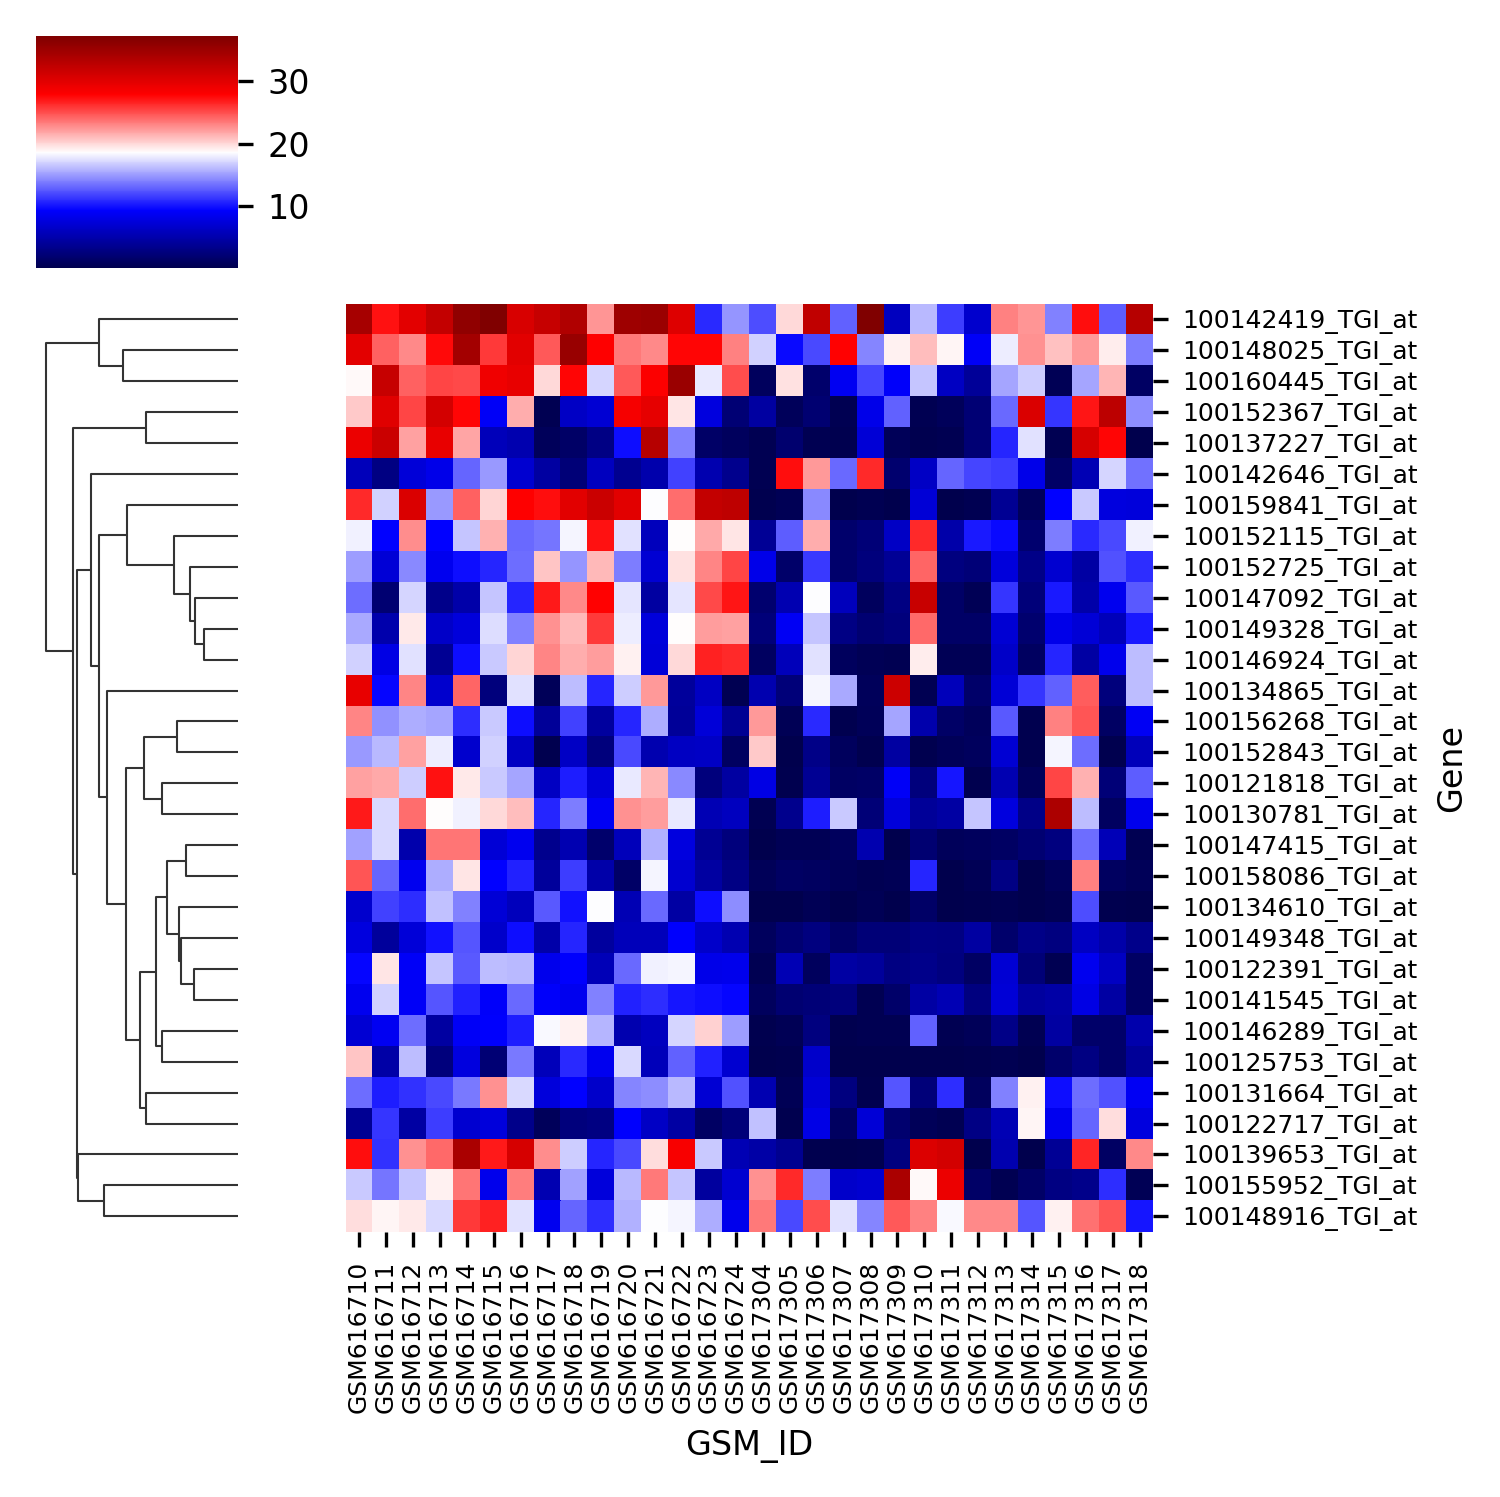 30
20
10
100142419_TGI_at
100148025_TGI_at
100160445_TGI_at
100152367_TGI_at
100137227_TGI_at
100142646_TGI_at
100159841_TGI_at
100152115_TGI_at
100152725_TGI_at
100147092_TGI_at
100149328_TGI_at
100146924_TGI_at
100134865_TGI_at
100156268_TGI_at
100152843_TGI_at
100121818_TGI_at
100130781_TGI_at
100147415_TGI_at
100158086_TGI_at
100134610_TGI_at
100149348_TGI_at
100122391_TGI_at
100141545_TGI_at
100146289_TGI_at
100125753_TGI_at
100131664_TGI_at
100122717_TGI_at
100139653_TGI_at
100155952_TGI_at
100148916_TGI_at
Gene
GSM616710
GSM616711
GSM616712
GSM616713
GSM616714
GSM616715
GSM616716
GSM616717
GSM616718
GSM616719
GSM616720
GSM616721
GSM616722
GSM616723
GSM616724
GSM617304
GSM617305
GSM617306
GSM617307
GSM617308
GSM617309
GSM617310
GSM617311
GSM617312
GSM617313
GSM617314
GSM617315
GSM617316
GSM617317
GSM617318
GSM_ID